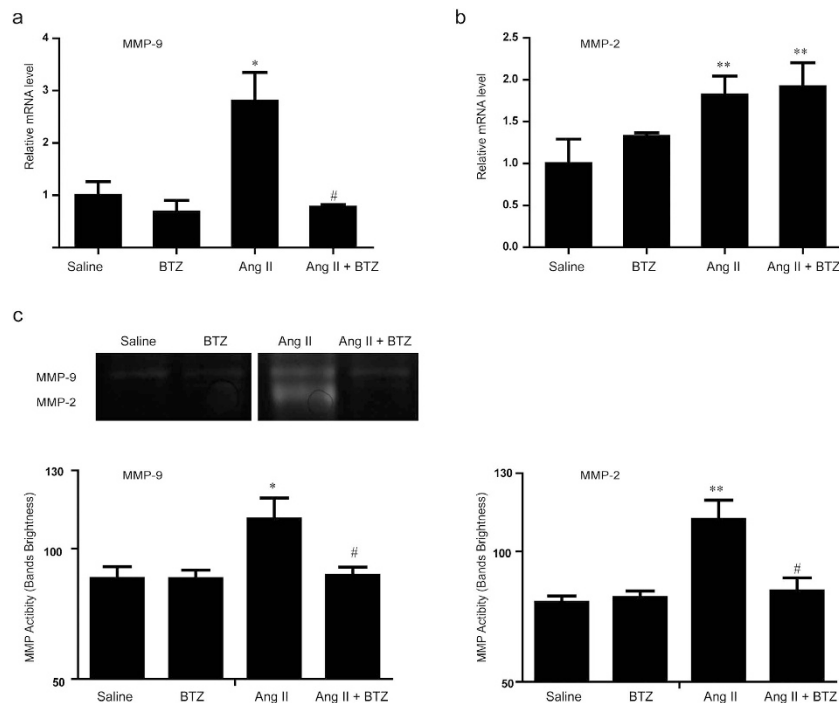 a
MMP-9
Relative mRNA level
4
3
2
1
*
#
Saline BTZ Ang II Ang II + BTZ
b
MMP-2
Relative mRNA level
2.5
2.0
1.5
1.0
0.5
0.0
**
**
Saline BTZ Ang II Ang II + BTZ
c
Saline BTZ Ang II Ang II + BTZ
MMP-9
MMP-2
MMP-9
MMP Actibity (Bands Brightness)
130
100
50
*
#
Saline BTZ Ang II Ang II + BTZ
MMP-2
MMP Actibity (Bands Brightness)
130
100
50
**
#
Saline BTZ Ang II Ang II + BTZ